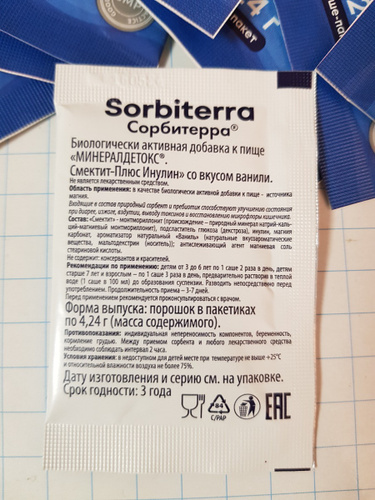 4 г
ше-пакет
4,2
саше-пак
Sorbiterra
Сорбитерра®
Биологически активная добавка к пище
«МИНЕРАЛДЕТОКС®.
Смектит-Плюс Инулин» со вкусом ванили.
Не является лекарственным средством.
Область применения: в качестве биологически активной добавки к пище – источника
магния.
Входящие в состав природный сорбент и пребиотик способствуют улучшению состояния
при диарее, изжоге, вздутии, выводу токсинов и восстановлению микрофлоры кишечника.
Состав: «Смектит» - монтмориллонит (происхождение – природный минерал натрий-кальций-магниевый монтмориллонит), подсластитель глюкоза (декстроза), инулин, магния
карбонат, ароматизатор натуральный «Ваниль» (натуральные вкусоароматические
вещества, мальтодекстрин (носитель)); антислеживающий агент магниевая соль
стеариновой кислоты.
Не содержит: консервантов и красителей.
Рекомендации по применению: детям от 3 до 6 лет по 1 саше 2 раза в день, детям
старше 7 лет и взрослым – по 1 саше 3 раза в день, предварительно растворив в теплой
воде (1 саше в 100 мл) до образования суспензии. Разводить непосредственно перед
употреблением. Продолжительность приема – 3-7 дней.
Перед применением рекомендуется проконсультироваться с врачом.
Форма выпуска: порошок в пакетиках
по 4,24 г (масса содержимого).
Противопоказания: индивидуальная непереносимость компонентов, беременность,
кормление грудью. Между приемом сорбента и любого лекарственного средства
необходимо соблюдать интервал 2 часа.
Условия хранения: в недоступном для детей месте при температуре не выше +25°C
и относительной влажности воздуха не более 75%.
Дату изготовления и серию см. на упаковке.
Срок годности: 3 года
84
C/PAP
EAC